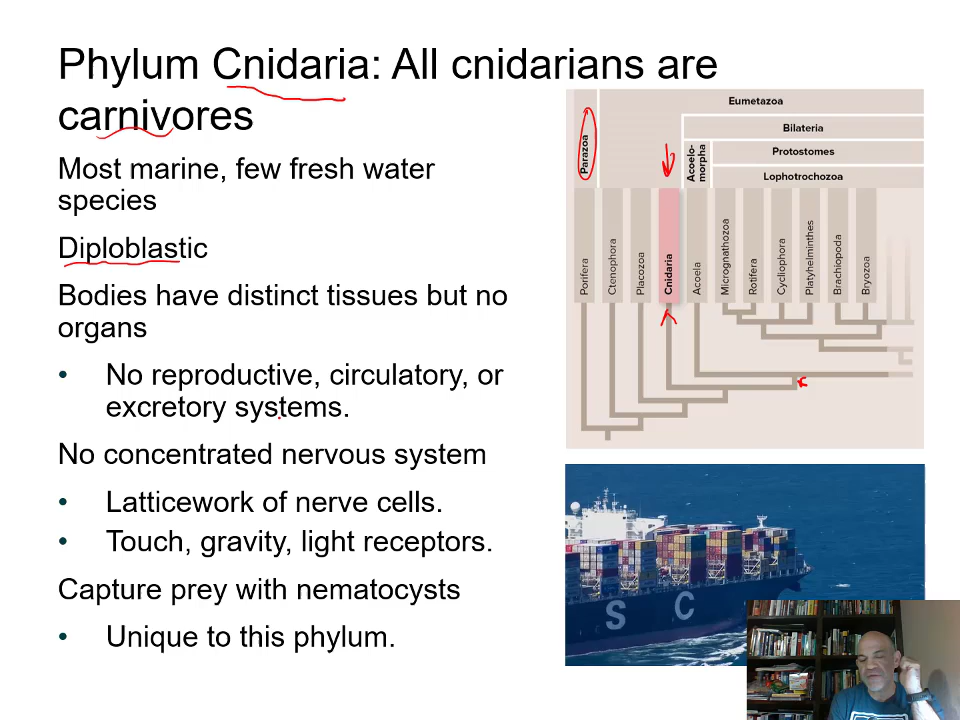 Phylum Cnidaria: All cnidarians are
carnivores
Most marine, few fresh water
species
Diploblastic
Bodies have distinct tissues but no
organs
• No reproductive, circulatory, or
excretory systems.
No concentrated nervous system
• Latticework of nerve cells.
• Touch, gravity, light receptors.
Capture prey with nematocysts
• Unique to this phylum.
Eumetazoa
Bilateria
Protostomes
Lophotrochozoa
Parazoa
Acoelo-
morpha
Porifera
Ctenophora
Placozoa
Cnidaria
Acoela
Micrognathozoa
Rotifera
Cycliophora
Platyhelminthes
Brachiopoda
Bryozoa
S C